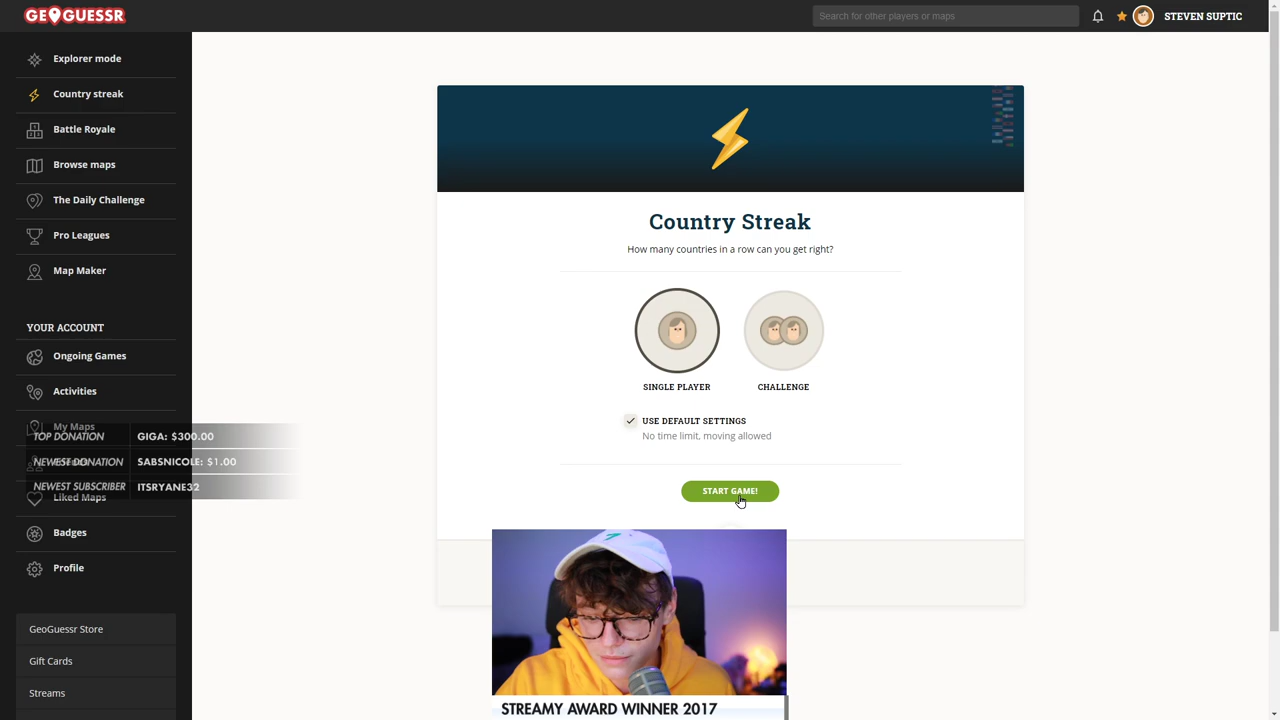 GEOGUESSR
Search for other players or maps
STEVEN SUPTIC
Explorer mode
Country streak
Battle Royale
Browse maps
The Daily Challenge
Pro Leagues
Map Maker
YOUR ACCOUNT
Ongoing Games
Activities
My Maps
TOP DONATION GIGA: $300.00
NEWEST DONATION SABSNICOLE: $1.00
NEWEST SUBSCRIBER ITSRYANE32
Liked Maps
Badges
Profile
GeoGuessr Store
Gift Cards
Streams
Country Streak
How many countries in a row can you get right?
SINGLE PLAYER
CHALLENGE
USE DEFAULT SETTINGS
No time limit, moving allowed
START GAME!
STREAMY AWARD WINNER 2017